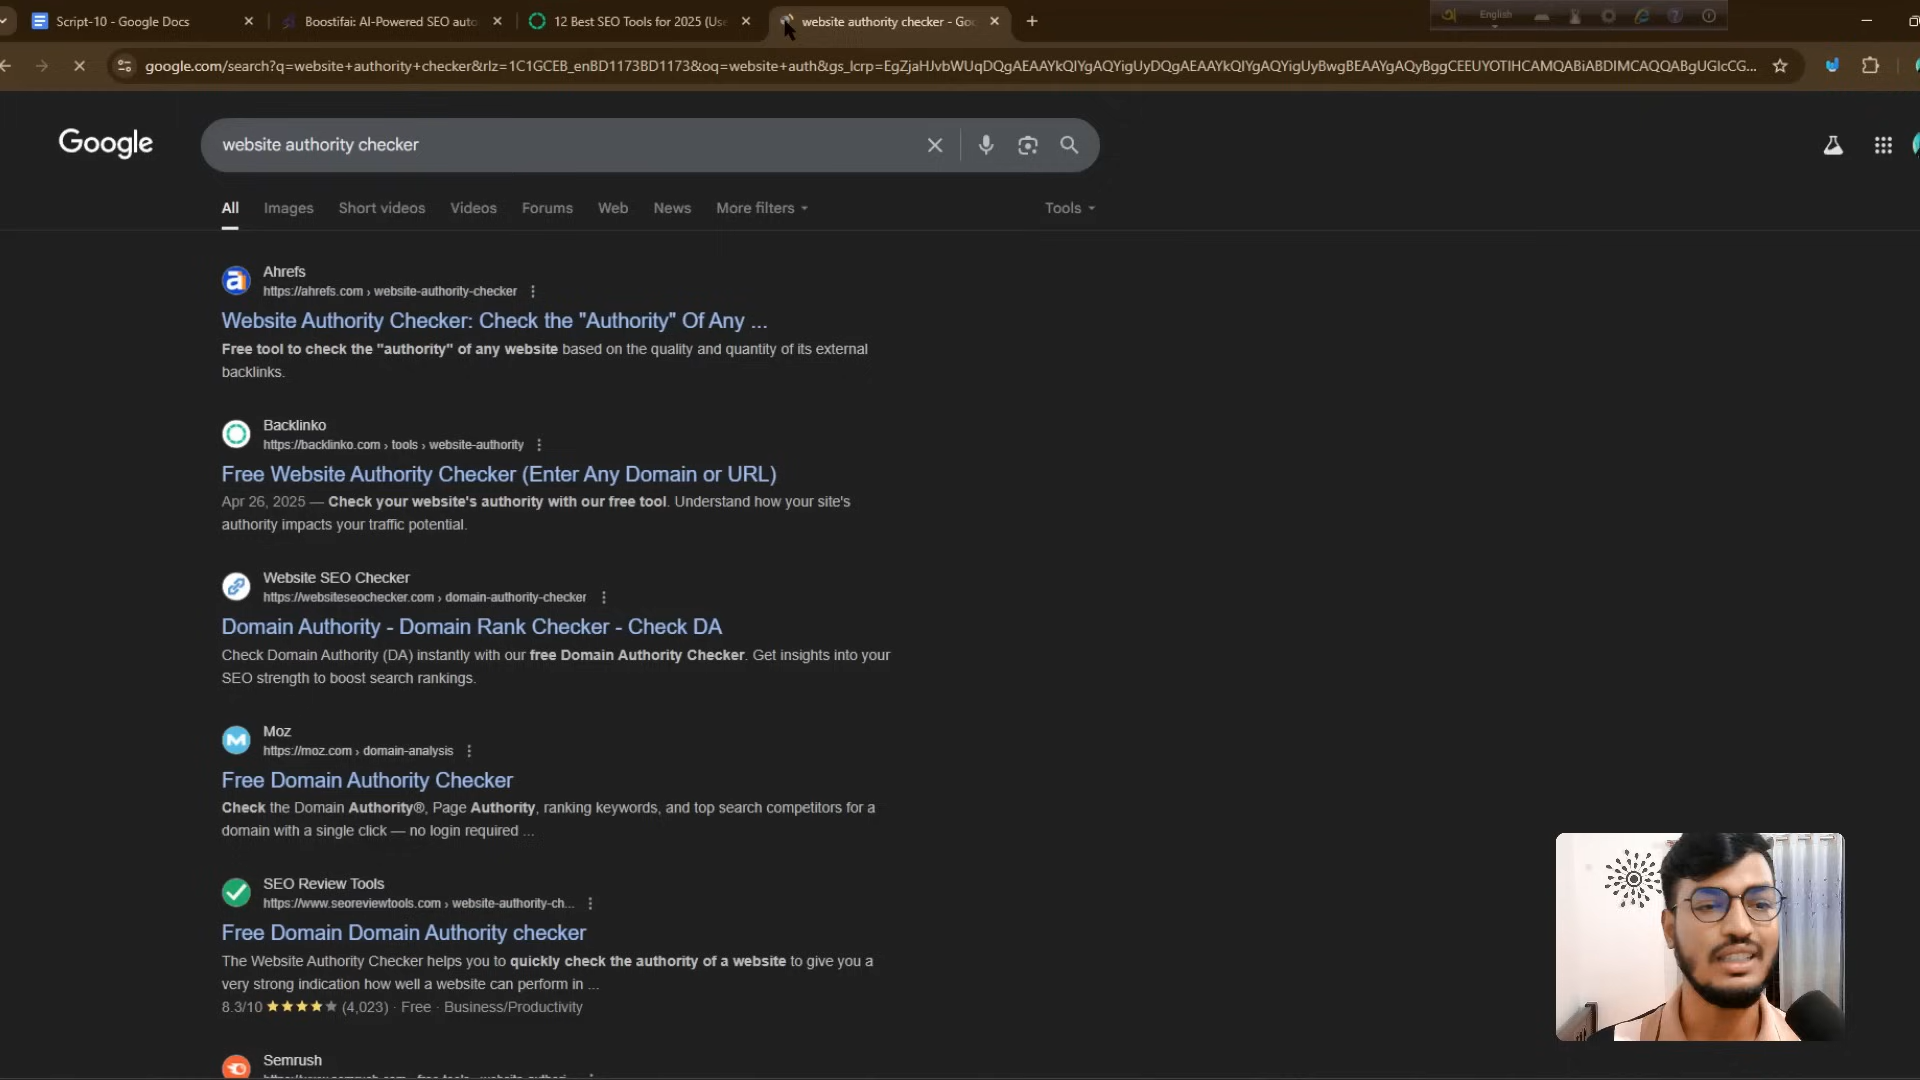 Script-10 - Google Docs
Boostifai: AI-Powered SEO auto
12 Best SEO Tools for 2025 (Use
website authority checker - Goo
English
google.com/search?q=website+authority+checker&rlz=1C1GCEB_enBD1173BD1173&oq=website+auth&gs_lcrp=EgZjaHJvbWUqDQgAEAAYkQIYgAQYigUyDQgAEAAYkQIYgAQYigUyBwgBEAAYgAQyBggCEEUYOTIHCAMQABiABDIMCAQQABgUGIcCG...
Google
website authority checker
All Images Short videos Videos Forums Web News More filters Tools
Ahrefs
https://ahrefs.com › website-authority-checker
Website Authority Checker: Check the "Authority" Of Any ...
Free tool to check the "authority" of any website based on the quality and quantity of its external
backlinks.
Backlinko
https://backlinko.com › tools › website-authority
Free Website Authority Checker (Enter Any Domain or URL)
Apr 26, 2025 — Check your website's authority with our free tool. Understand how your site's
authority impacts your traffic potential.
Website SEO Checker
https://websiteseochecker.com › domain-authority-checker
Domain Authority - Domain Rank Checker - Check DA
Check Domain Authority (DA) instantly with our free Domain Authority Checker. Get insights into your
SEO strength to boost search rankings.
Moz
https://moz.com › domain-analysis
Free Domain Authority Checker
Check the Domain Authority®, Page Authority, ranking keywords, and top search competitors for a
domain with a single click — no login required ...
SEO Review Tools
https://www.seoreviewtools.com › website-authority-ch...
Free Domain Domain Authority checker
The Website Authority Checker helps you to quickly check the authority of a website to give you a
very strong indication how well a website can perform in ...
8.3/10 ★★★★★ (4,023) · Free · Business/Productivity
Semrush